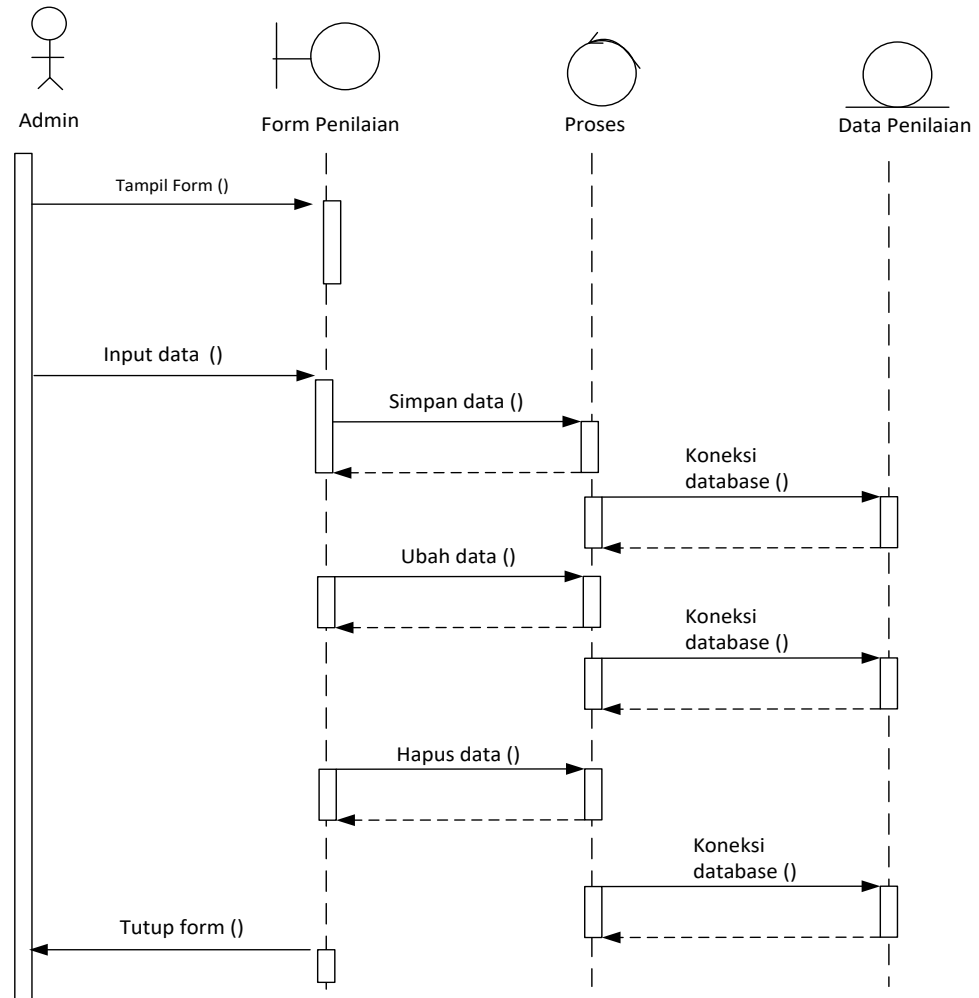 Admin
Form Penilaian
Proses
Data Penilaian
Tampil Form ()
Input data ()
Simpan data ()
Koneksi
database ()
Ubah data ()
Koneksi
database ()
Hapus data ()
Koneksi
database ()
Tutup form ()